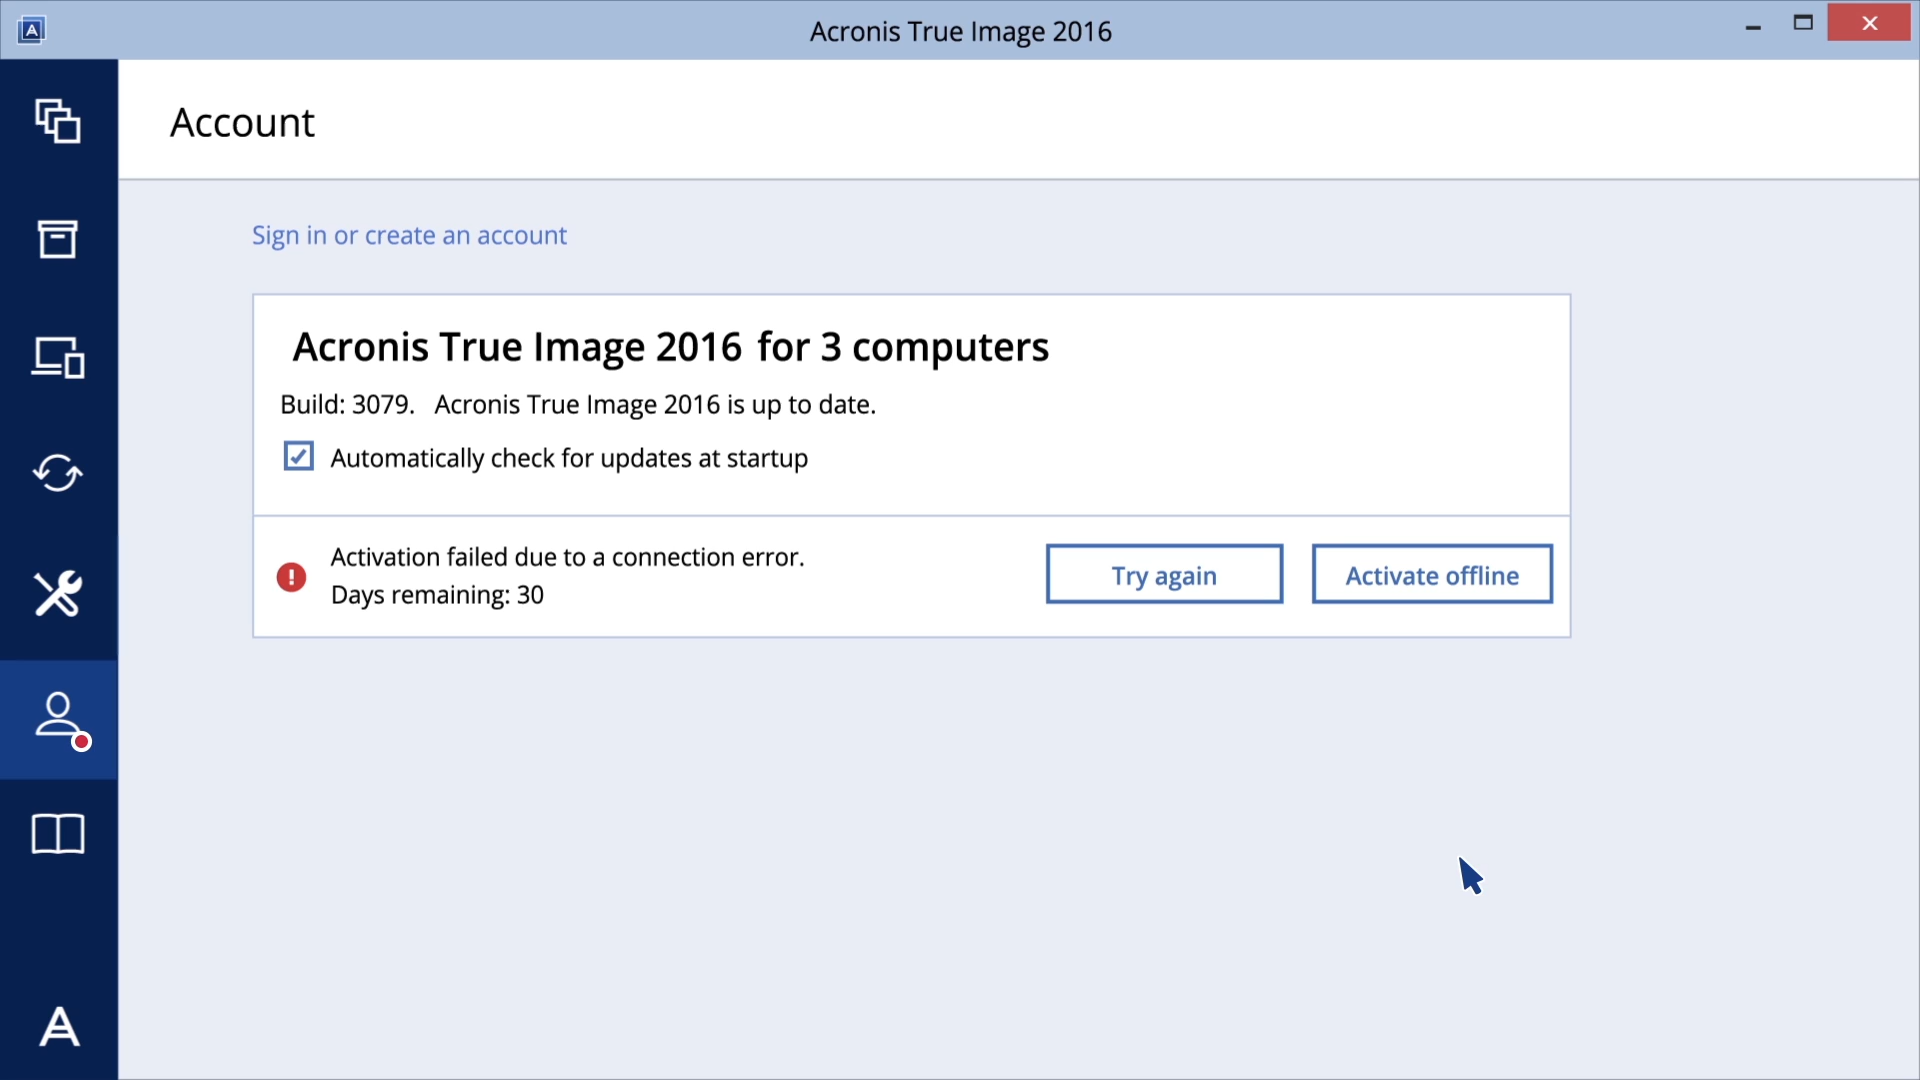 Acronis True Image 2016
Account
Sign in or create an account
Acronis True Image 2016 for 3 computers
Build: 3079. Acronis True Image 2016 is up to date.
Automatically check for updates at startup
Activation failed due to a connection error.
Days remaining: 30
Try again
Activate offline